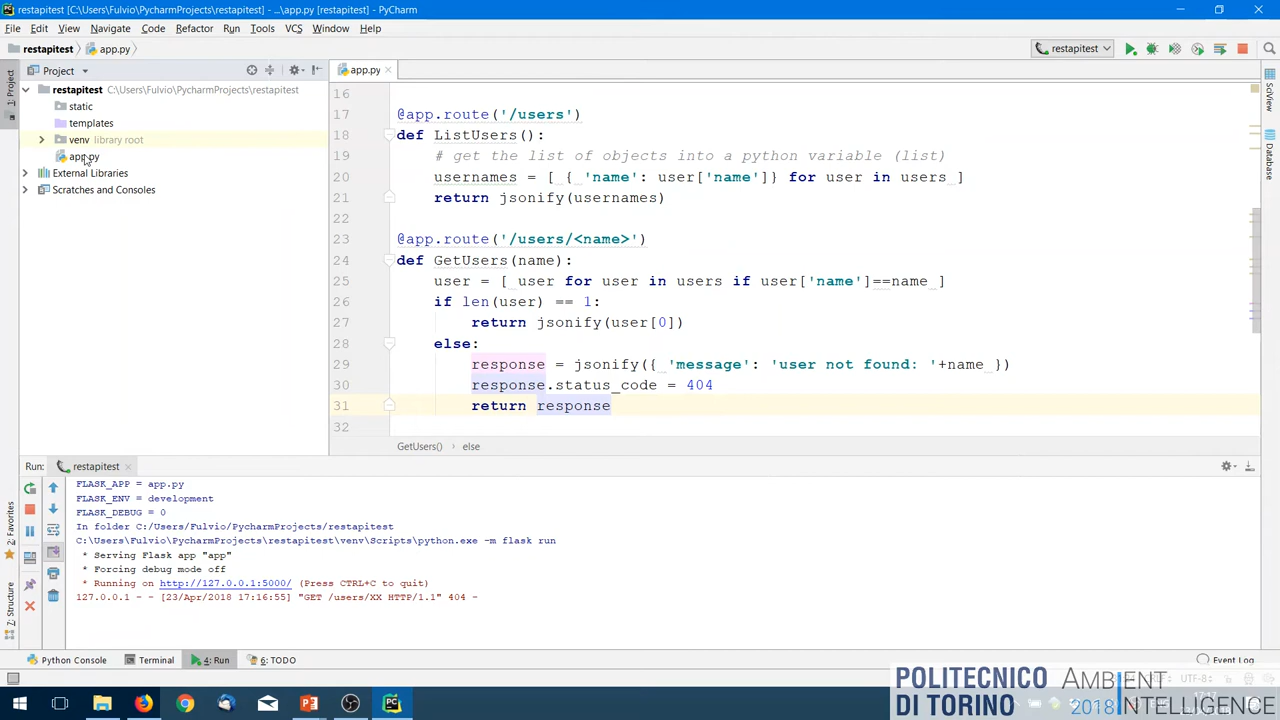 restapitest [C:\Users\Fulvio\PycharmProjects\restapitest] - ...\app.py [restapitest] - PyCharm
File Edit View Navigate Code Refactor Run Tools VCS Window Help
restapitest app.py restapitest
Project app.py
1: Project
restapitest C:\Users\Fulvio\PycharmProjects\restapitest
static
templates
venv library root
app.py
External Libraries
Scratches and Consoles
16
17 @app.route('/users')
18 def ListUsers():
19 # get the list of objects into a python variable (list)
20 usernames = [ { 'name': user['name']} for user in users ]
21 return jsonify(usernames)
22
23 @app.route('/users/<name>')
24 def GetUsers(name):
25 user = [ user for user in users if user['name']==name ]
26 if len(user) == 1:
27 return jsonify(user[0])
28 else:
29 response = jsonify({ 'message': 'user not found: '+name })
30 response.status_code = 404
31 return response
32
GetUsers() else
SciView
Database
Run: restapitest
FLASK_APP = app.py
FLASK_ENV = development
FLASK_DEBUG = 0
In folder C:/Users/Fulvio/PycharmProjects/restapitest
C:\Users\Fulvio\PycharmProjects\restapitest\venv\Scripts\python.exe -m flask run
* Serving Flask app "app"
* Forcing debug mode off
* Running on http://127.0.0.1:5000/ (Press CTRL+C to quit)
127.0.0.1 - - [23/Apr/2018 17:16:55] "GET /users/XX HTTP/1.1" 404 -
2: Favorites
7: Structure
Python Console Terminal 4: Run 6: TODO Event Log
UTF-8
POLITECNICO
DI TORINO
AMBIENT
2018 INTELLIGENCE